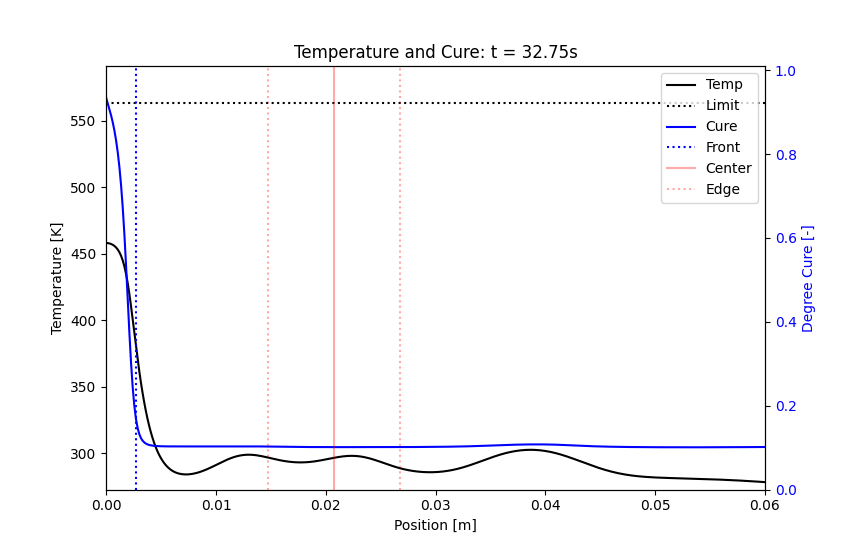 Temperature and Cure: t = 32.75s
Temp
Limit
Cure
Front
Center
Edge
Temperature [K]
550
500
450
400
350
300
1.0
0.8
0.6
0.4
0.2
0.0
Degree Cure [-]
0.00 0.01 0.02 0.03 0.04 0.05 0.06
Position [m]